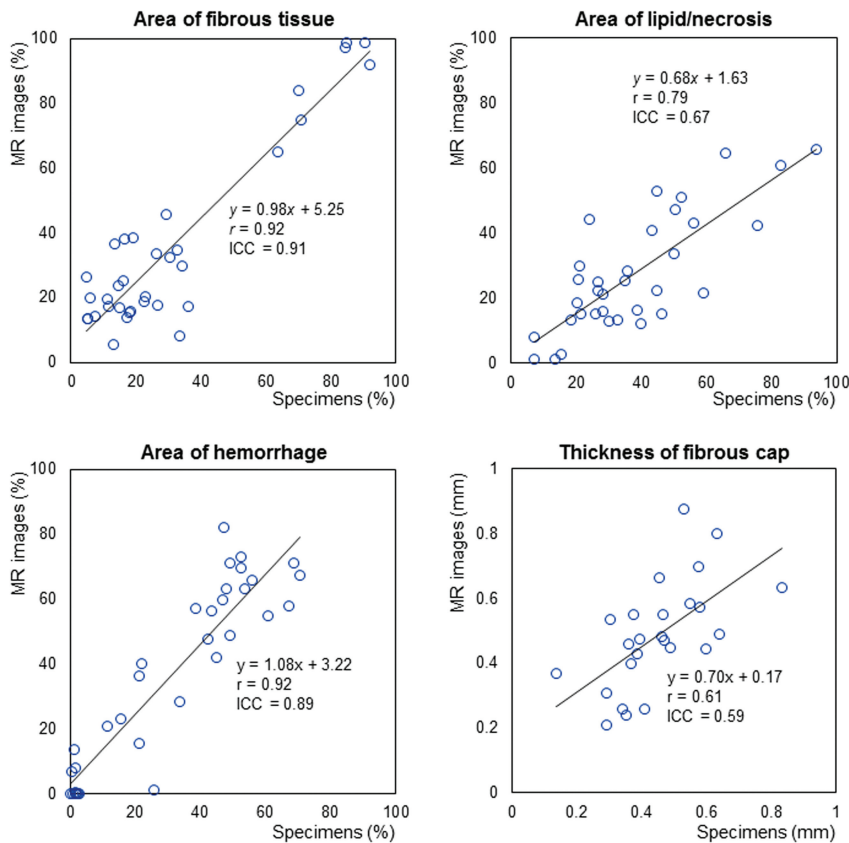 Area of fibrous tissue
MR images (%)
100
80
60
40
20
0
y = 0.98x + 5.25
r = 0.92
ICC = 0.91
0 20 40 60 80 100
Specimens (%)
Area of lipid/necrosis
MR images (%)
100
80
60
40
20
0
y = 0.68x + 1.63
r = 0.79
ICC = 0.67
0 20 40 60 80 100
Specimens (%)
Area of hemorrhage
MR images (%)
100
80
60
40
20
0
y = 1.08x + 3.22
r = 0.92
ICC = 0.89
0 20 40 60 80 100
Specimens (%)
Thickness of fibrous cap
MR images (mm)
1
0.8
0.6
0.4
0.2
0
y = 0.70x + 0.17
r = 0.61
ICC = 0.59
0 0.2 0.4 0.6 0.8 1
Specimens (mm)